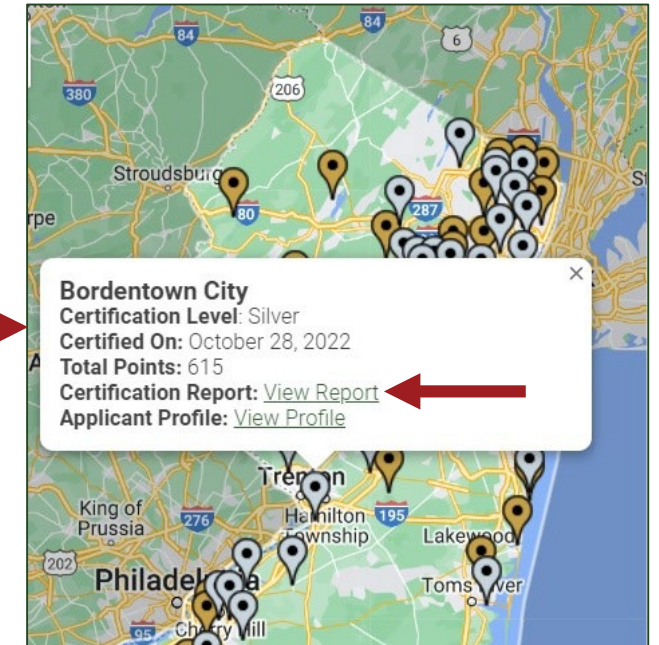 84
84
6
380
206
Stroudsburg
80
287
Bordentown City
Certification Level: Silver
Certified On: October 28, 2022
Total Points: 615
Certification Report: View Report
Applicant Profile: View Profile
Trenton
King of
Prussia
276
Hamilton
Township
195
Lakewood
202
Philadelphia
Toms River
95
Cherry Hill